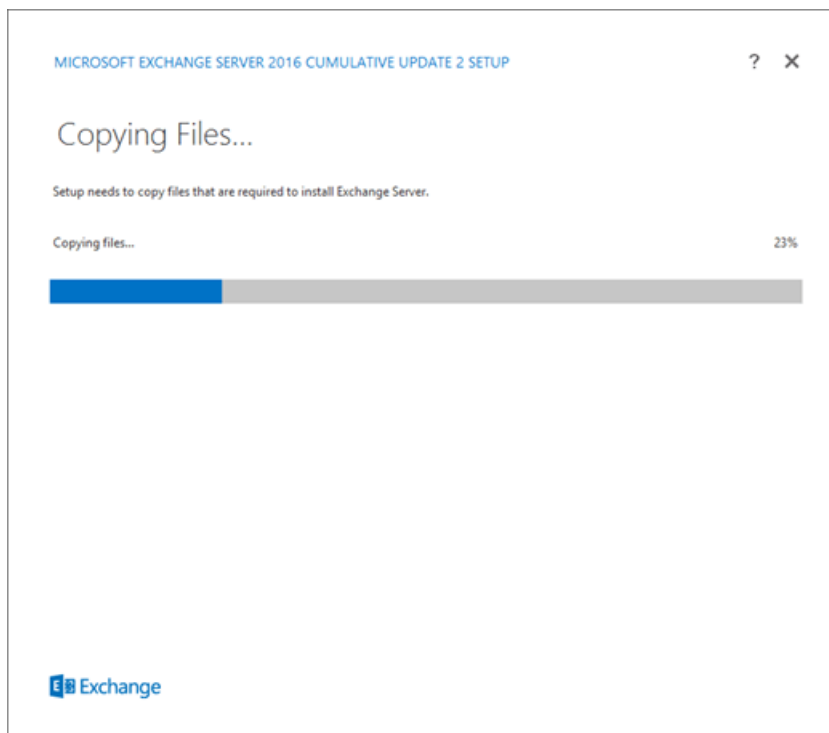 MICROSOFT EXCHANGE SERVER 2016 CUMULATIVE UPDATE 2 SETUP ? ✕
Copying Files...
Setup needs to copy files that are required to install Exchange Server.
Copying files... 23%
Exchange